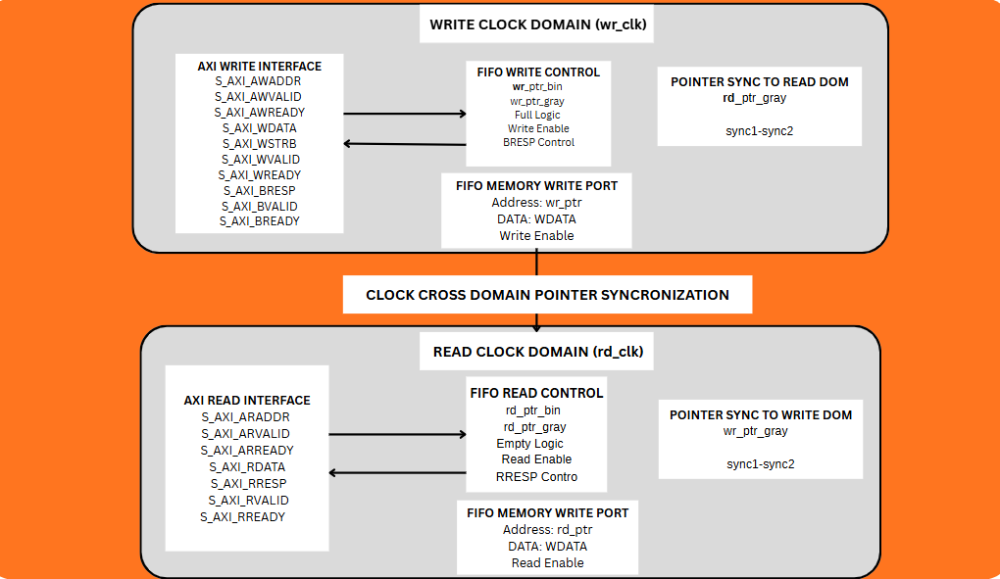 WRITE CLOCK DOMAIN (wr_clk)
AXI WRITE INTERFACE
S_AXI_AWADDR
S_AXI_AWVALID
S_AXI_AWREADY
S_AXI_WDATA
S_AXI_WSTRB
S_AXI_WVALID
S_AXI_WREADY
S_AXI_BRESP
S_AXI_BVALID
S_AXI_BREADY
FIFO WRITE CONTROL
wr_ptr_bin
wr_ptr_gray
Full Logic
Write Enable
BRESP Control
POINTER SYNC TO READ DOM
rd_ptr_gray
sync1-sync2
FIFO MEMORY WRITE PORT
Address: wr_ptr
DATA: WDATA
Write Enable
CLOCK CROSS DOMAIN POINTER SYNCRONIZATION
READ CLOCK DOMAIN (rd_clk)
AXI READ INTERFACE
S_AXI_ARADDR
S_AXI_ARVALID
S_AXI_ARREADY
S_AXI_RDATA
S_AXI_RRESP
S_AXI_RVALID
S_AXI_RREADY
FIFO READ CONTROL
rd_ptr_bin
rd_ptr_gray
Empty Logic
Read Enable
RRESP Contro
POINTER SYNC TO WRITE DOM
wr_ptr_gray
sync1-sync2
FIFO MEMORY WRITE PORT
Address: rd_ptr
DATA: WDATA
Read Enable